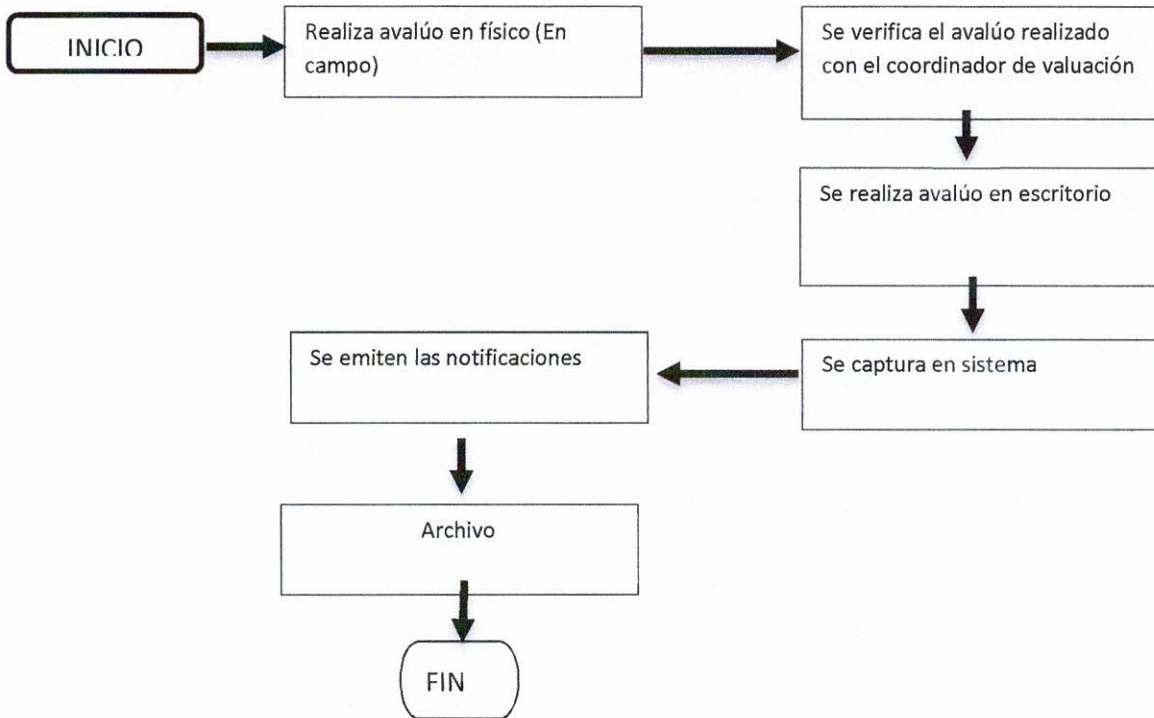 INICIO
Realiza avalúo en físico (En
campo)
Se verifica el avalúo realizado
con el coordinador de valuación
Se realiza avalúo en escritorio
Se captura en sistema
Se emiten las notificaciones
Archivo
FIN